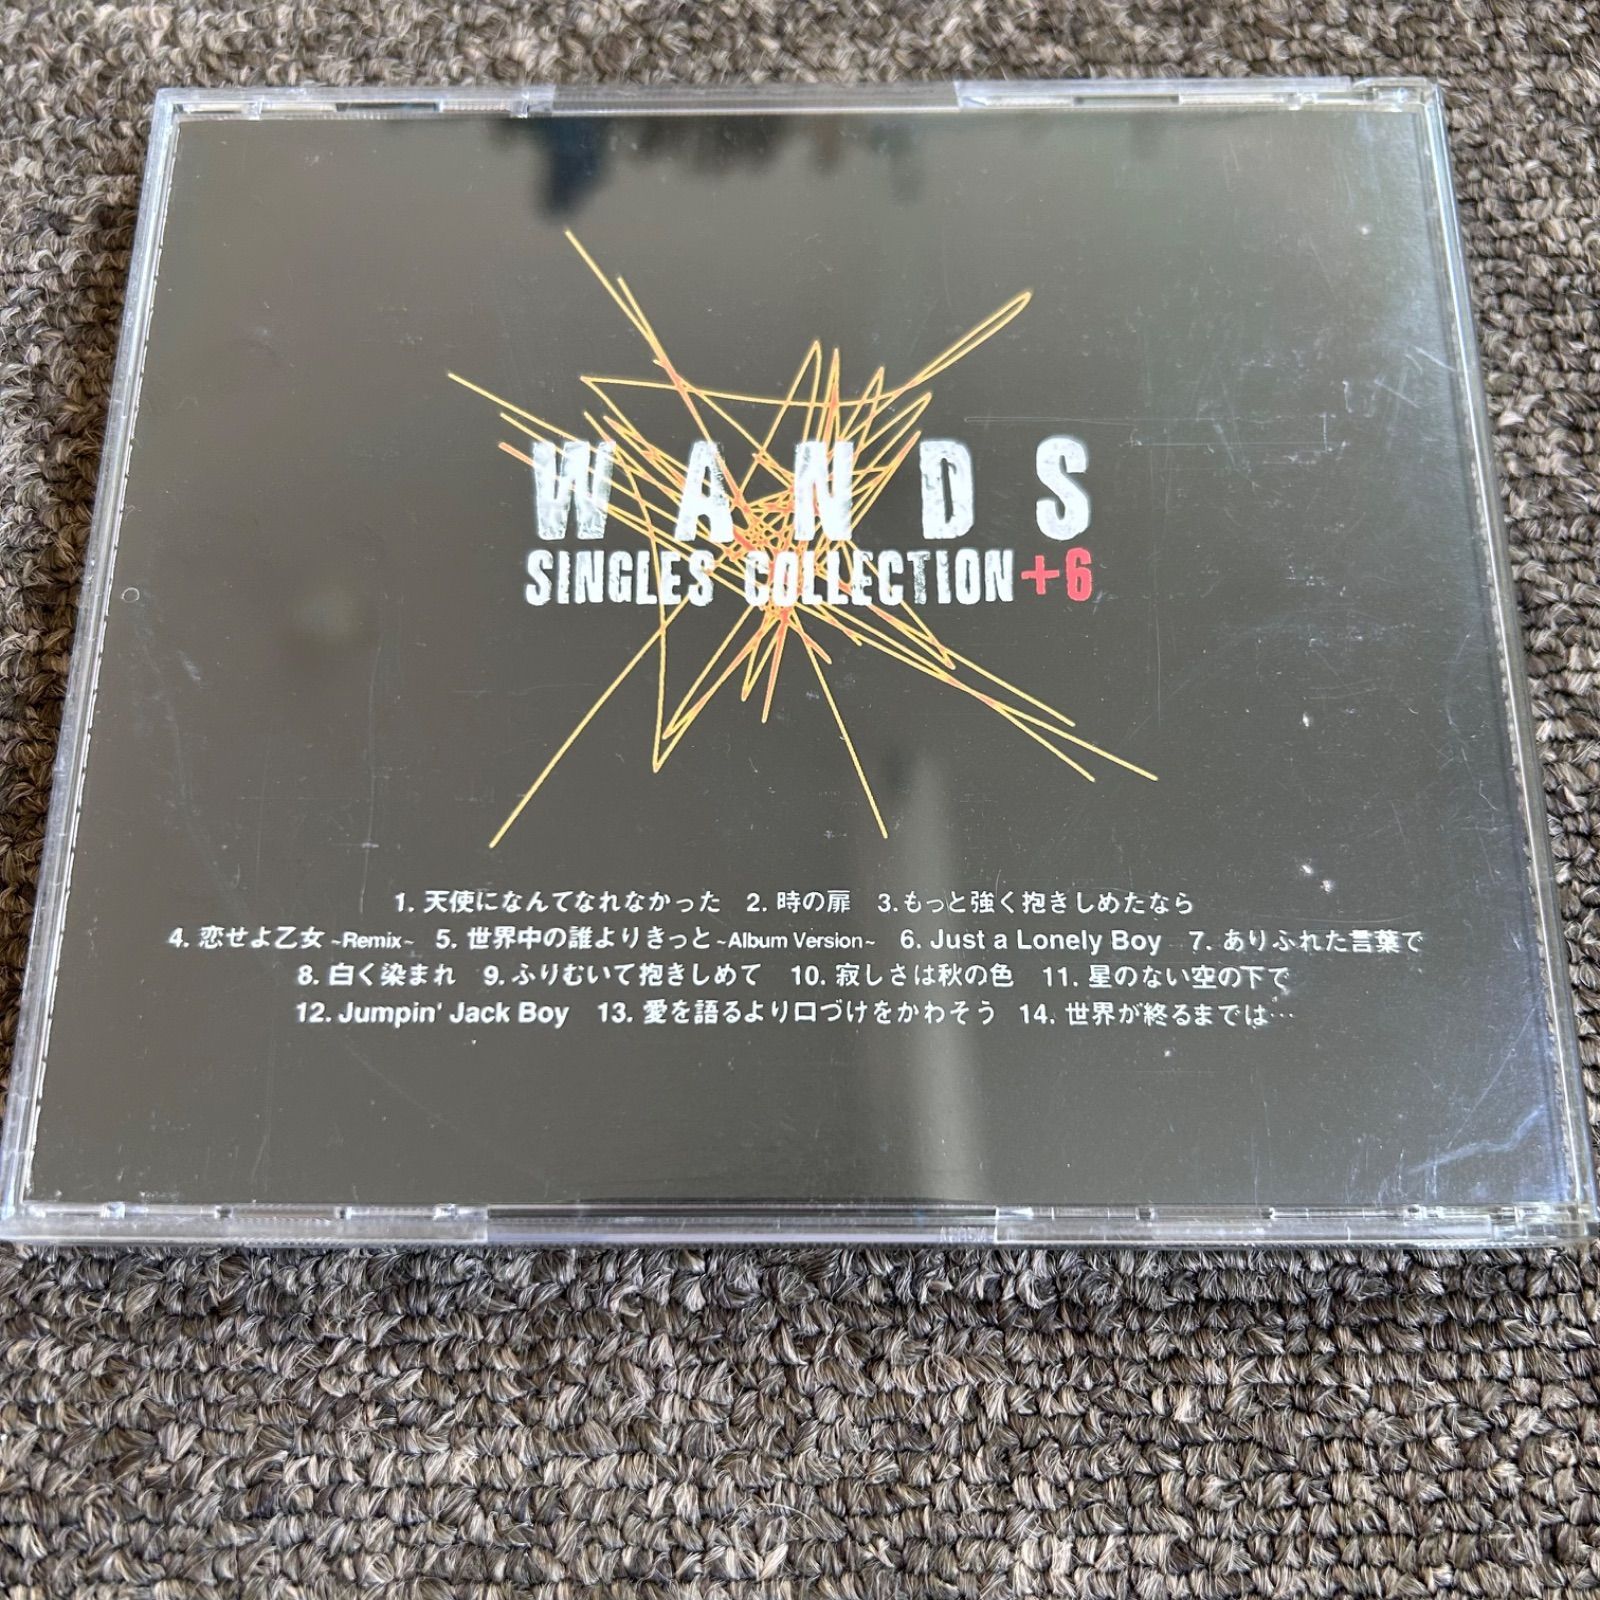 WANDS
SINGLES COLLECTION+6
1. 天使になんてなれなかった 2. 時の扉 3.もっと強く抱きしめたなら
4. 恋せよ乙女 ~Remix~ 5. 世界中の誰よりきっと~Album Version~ 6. Just a Lonely Boy 7. ありふれた言葉で
8. 白く染まれ 9. ふりむいて抱きしめて 10. 寂しさは秋の色 11. 星のない空の下で
12. Jumpin' Jack Boy 13. 愛を語るより口づけをかわそう 14. 世界が終るまでは…